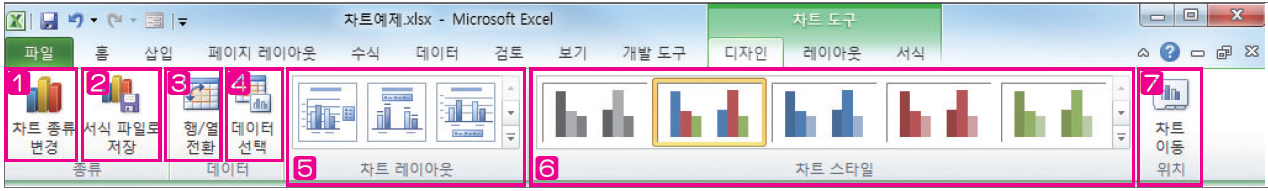 차트예제.xlsx - Microsoft Excel
차트 도구
파일 홈 삽입 페이지 레이아웃 수식 데이터 검토 보기 개발 도구 디자인 레이아웃 서식
1 2 3 4 5 6 7
차트 종류 변경
서식 파일로 저장
행/열 전환
데이터 선택
차트 이동
종류 데이터 차트 레이아웃 차트 스타일 위치